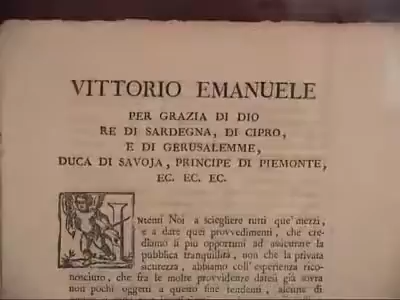 VITTORIO EMANUELE
PER GRAZIA DI DIO
RE DI SARDEGNA, DI CIPRO,
E DI GERUSALEMME,
DUCA DI SAVOJA, PRINCIPE DI PIEMONTE,
EC. EC. EC.
INtenti Noi a sciegliere tutti que' mezzi,
e a dare quei provvedimenti, che cre-
diamo li più opportuni ad assicurare la
pubblica tranquillità, non che la privata
sicurezza, abbiamo coll' esperienza rico-
nosciuto, che fra le molte provvidenze datesi già sovra
non pochi oggetti a questo fine tendenti, alcune di